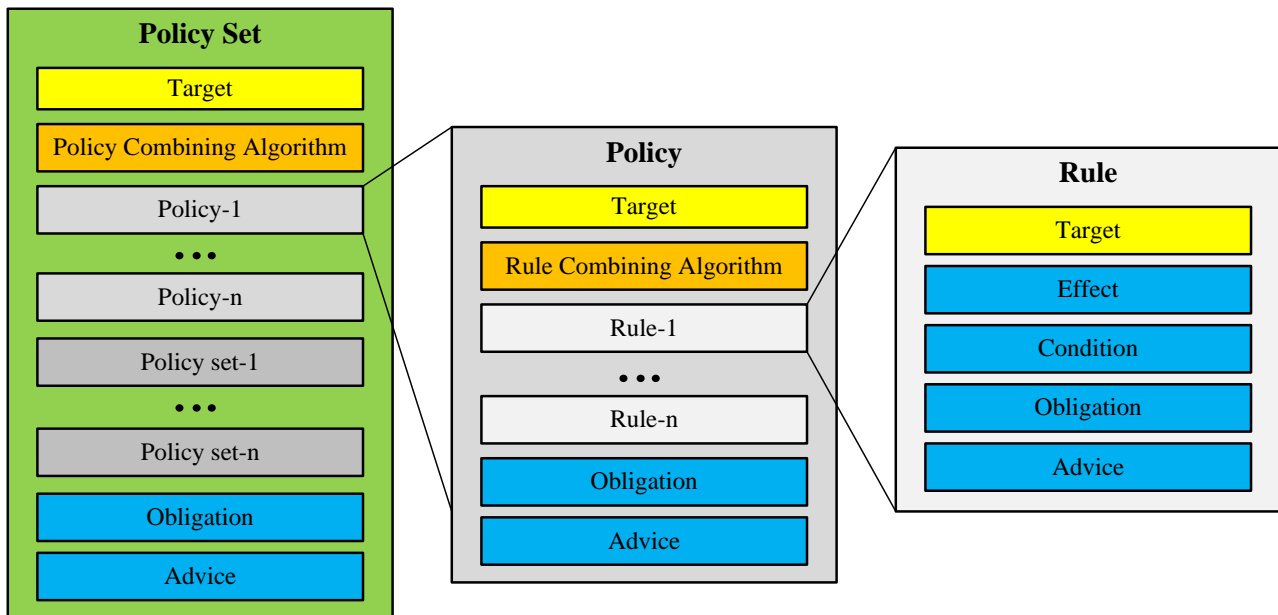 Policy Set
Target
Policy Combining Algorithm
Policy-1
•••
Policy-n
Policy set-1
•••
Policy set-n
Obligation
Advice
Policy
Target
Rule Combining Algorithm
Rule-1
•••
Rule-n
Obligation
Advice
Rule
Target
Effect
Condition
Obligation
Advice